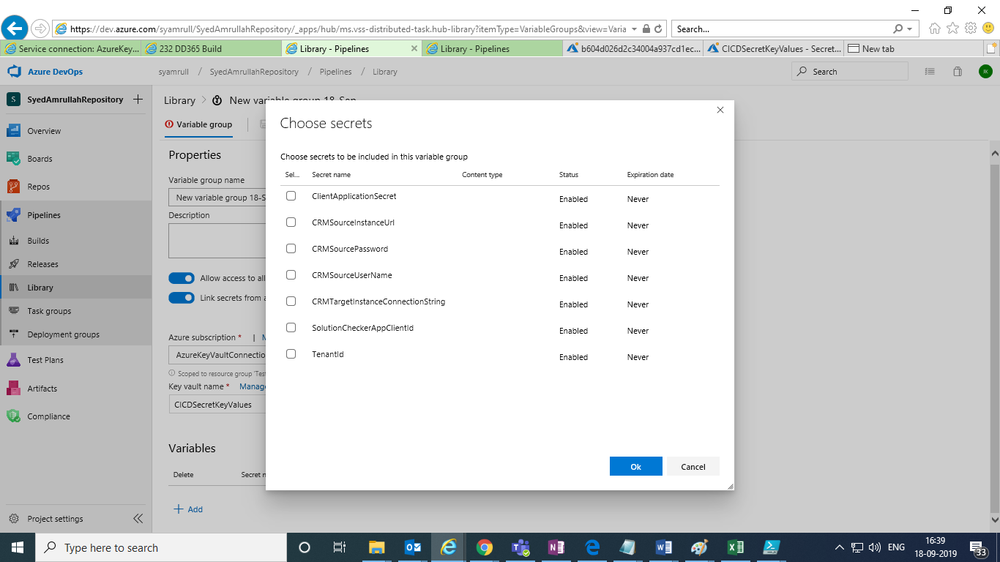 https://dev.azure.com/syamrull/SyedAmrullahRepository/_apps/hub/ms.vss-distributed-task.hub-library?itemType=VariableGroups&view=Varia
Search...
Service connection: AzureKey...
232 DD365 Build
Library - Pipelines
Library - Pipelines
b604d026d2c34004a937cd1ec...
CICDSecretKeyValues - Secret...
New tab
Azure DevOps
syamrull / SyedAmrullahRepository / Pipelines / Library
Search
IK
S SyedAmrullahRepository
Overview
Boards
Repos
Pipelines
Builds
Releases
Library
Task groups
Deployment groups
Test Plans
Artifacts
Compliance
Project settings
Library > New variable group 18-Sep
Variable group
Properties
Variable group name
New variable group 18-S
Description
Allow access to all
Link secrets from a
Azure subscription * |
AzureKeyVaultConnectio
Scoped to resource group 'Tes
Key vault name * Manag
CICDSecretKeyValues
Variables
Delete Secret n
Add
Choose secrets
Choose secrets to be included in this variable group
Sel... Secret name Content type Status Expiration date
ClientApplicationSecret Enabled Never
CRMSourceInstanceUrl Enabled Never
CRMSourcePassword Enabled Never
CRMSourceUserName Enabled Never
CRMTargetInstanceConnectionString Enabled Never
SolutionCheckerAppClientId Enabled Never
TenantId Enabled Never
Ok Cancel
Type here to search
ENG
16:39
18-09-2019
33